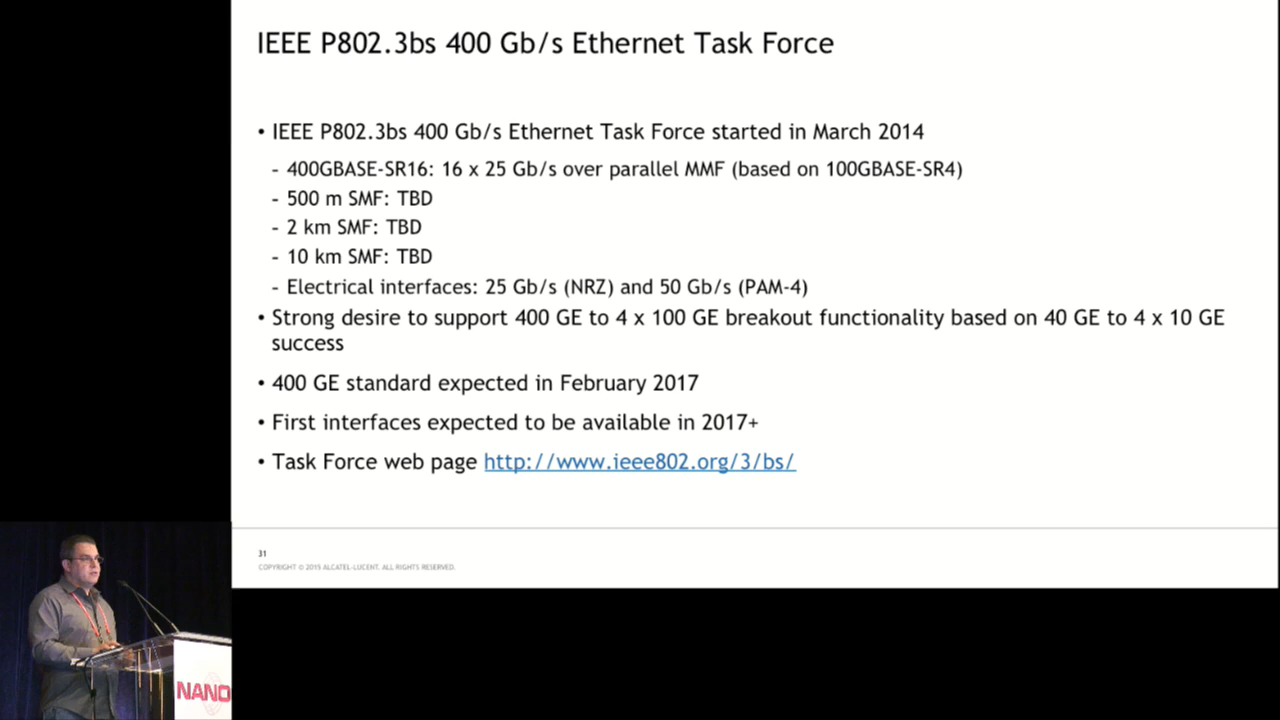 IEEE P802.3bs 400 Gb/s Ethernet Task Force
• IEEE P802.3bs 400 Gb/s Ethernet Task Force started in March 2014
- 400GBASE-SR16: 16 x 25 Gb/s over parallel MMF (based on 100GBASE-SR4)
- 500 m SMF: TBD
- 2 km SMF: TBD
- 10 km SMF: TBD
- Electrical interfaces: 25 Gb/s (NRZ) and 50 Gb/s (PAM-4)
• Strong desire to support 400 GE to 4 x 100 GE breakout functionality based on 40 GE to 4 x 10 GE
success
• 400 GE standard expected in February 2017
• First interfaces expected to be available in 2017+
• Task Force web page http://www.ieee802.org/3/bs/
31
COPYRIGHT © 2015 ALCATEL-LUCENT. ALL RIGHTS RESERVED.
NANO